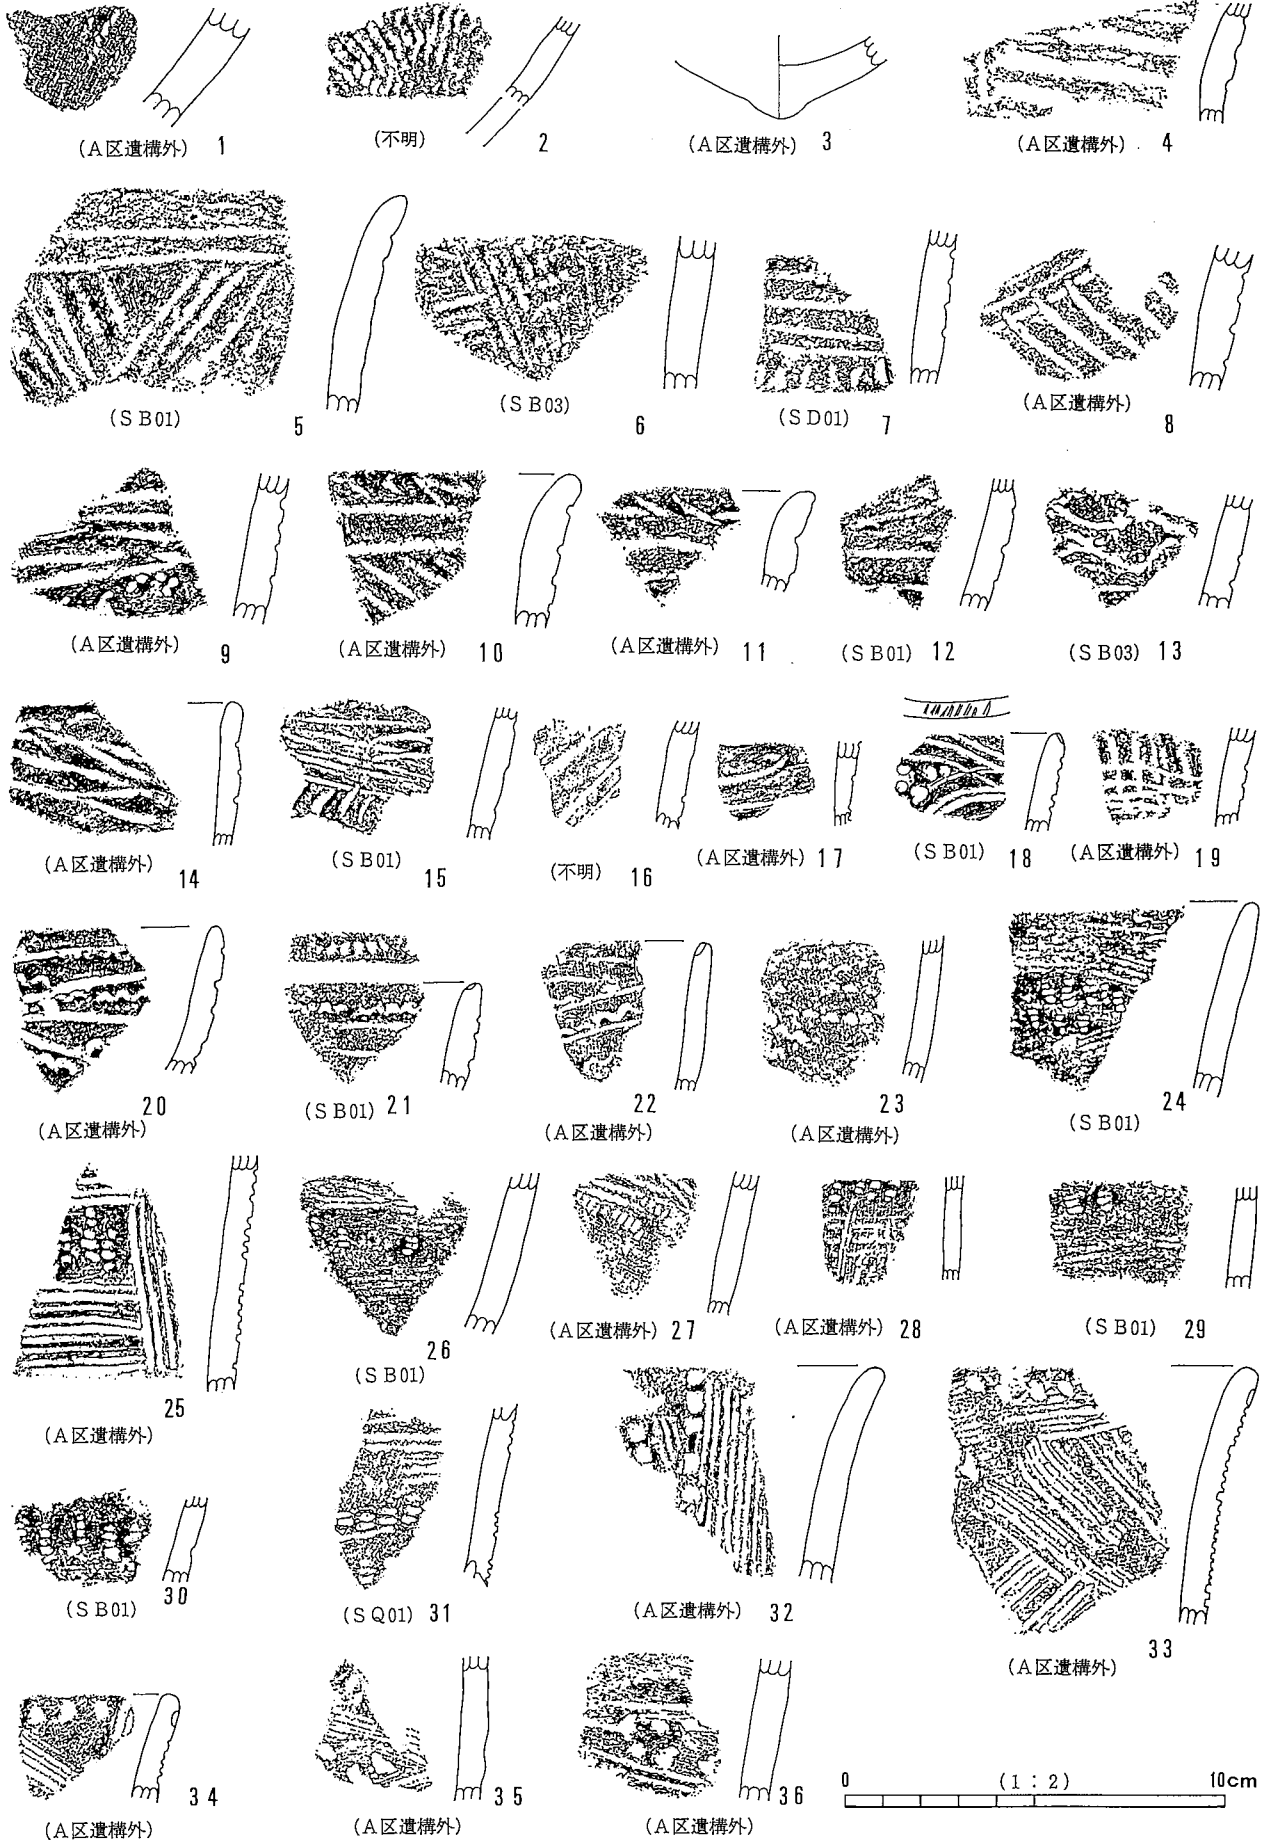 (A区遺構外) 1
(不明) 2
(A区遺構外) 3
(A区遺構外) 4
(SB01) 5
(SB03) 6
(SD01) 7
(A区遺構外) 8
(A区遺構外) 9
(A区遺構外) 10
(A区遺構外) 11
(SB01) 12
(SB03) 13
(A区遺構外) 14
(SB01) 15
(不明) 16
(A区遺構外) 17
(SB01) 18
(A区遺構外) 19
20
(A区遺構外)
(SB01) 21
22
(A区遺構外)
23
(A区遺構外)
24
(SB01)
25
(A区遺構外)
26
(SB01)
(A区遺構外) 27
(A区遺構外) 28
(SB01) 29
30
(SB01)
(SQ01) 31
(A区遺構外) 32
33
(A区遺構外)
34
(A区遺構外)
35
(A区遺構外)
36
(A区遺構外)
0 (1:2) 10cm